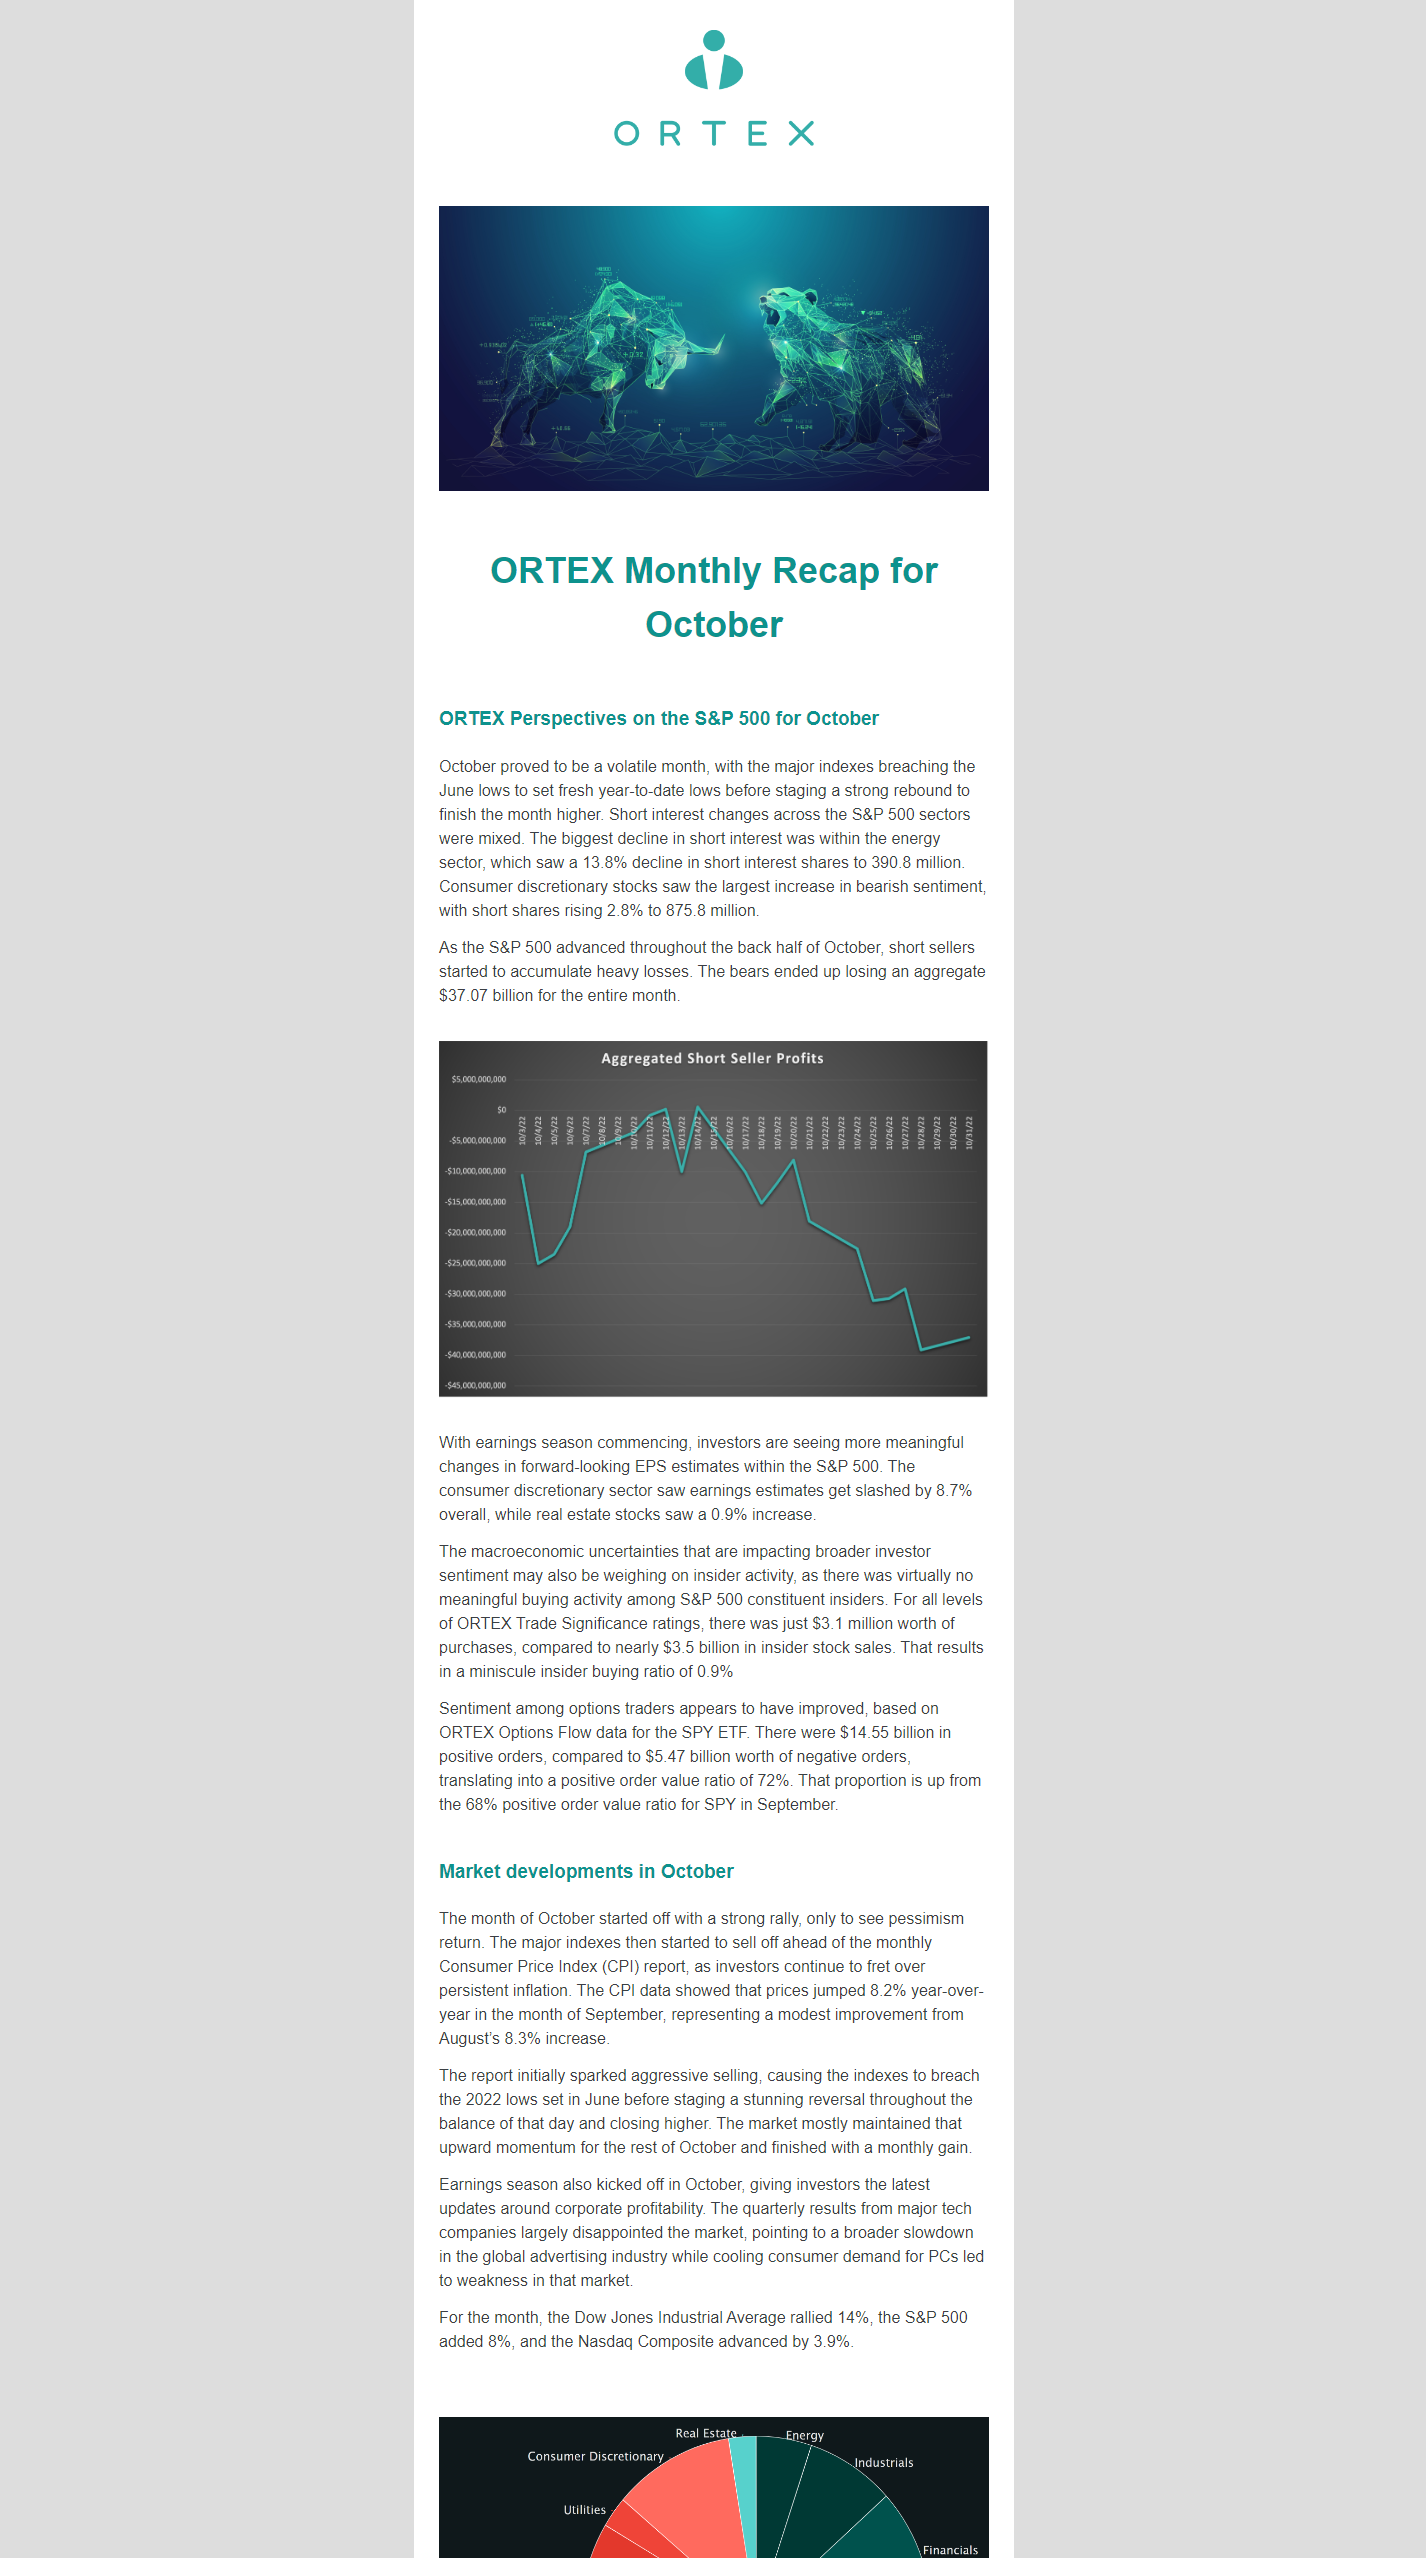 ORTEX
ORTEX Monthly Recap for
October
ORTEX Perspectives on the S&P 500 for October
October proved to be a volatile month, with the major indexes breaching the
June lows to set fresh year-to-date lows before staging a strong rebound to
finish the month higher. Short interest changes across the S&P 500 sectors
were mixed. The biggest decline in short interest was within the energy
sector, which saw a 13.8% decline in short interest shares to 390.8 million.
Consumer discretionary stocks saw the largest increase in bearish sentiment,
with short shares rising 2.8% to 875.8 million.
As the S&P 500 advanced throughout the back half of October, short sellers
started to accumulate heavy losses. The bears ended up losing an aggregate
$37.07 billion for the entire month.
Aggregated Short Seller Profits
$5,000,000,000
$0
-$5,000,000,000
-$10,000,000,000
-$15,000,000,000
-$20,000,000,000
-$25,000,000,000
-$30,000,000,000
-$35,000,000,000
-$40,000,000,000
-$45,000,000,000
10/3/22
10/4/22
10/5/22
10/6/22
10/7/22
10/8/22
10/9/22
10/10/22
10/11/22
10/12/22
10/13/22
10/14/22
10/15/22
10/16/22
10/17/22
10/18/22
10/19/22
10/20/22
10/21/22
10/22/22
10/23/22
10/24/22
10/25/22
10/26/22
10/27/22
10/28/22
10/29/22
10/30/22
10/31/22
With earnings season commencing, investors are seeing more meaningful
changes in forward-looking EPS estimates within the S&P 500. The
consumer discretionary sector saw earnings estimates get slashed by 8.7%
overall, while real estate stocks saw a 0.9% increase.
The macroeconomic uncertainties that are impacting broader investor
sentiment may also be weighing on insider activity, as there was virtually no
meaningful buying activity among S&P 500 constituent insiders. For all levels
of ORTEX Trade Significance ratings, there was just $3.1 million worth of
purchases, compared to nearly $3.5 billion in insider stock sales. That results
in a miniscule insider buying ratio of 0.9%
Sentiment among options traders appears to have improved, based on
ORTEX Options Flow data for the SPY ETF. There were $14.55 billion in
positive orders, compared to $5.47 billion worth of negative orders,
translating into a positive order value ratio of 72%. That proportion is up from
the 68% positive order value ratio for SPY in September.
Market developments in October
The month of October started off with a strong rally, only to see pessimism
return. The major indexes then started to sell off ahead of the monthly
Consumer Price Index (CPI) report, as investors continue to fret over
persistent inflation. The CPI data showed that prices jumped 8.2% year-over-
year in the month of September, representing a modest improvement from
August’s 8.3% increase.
The report initially sparked aggressive selling, causing the indexes to breach
the 2022 lows set in June before staging a stunning reversal throughout the
balance of that day and closing higher. The market mostly maintained that
upward momentum for the rest of October and finished with a monthly gain.
Earnings season also kicked off in October, giving investors the latest
updates around corporate profitability. The quarterly results from major tech
companies largely disappointed the market, pointing to a broader slowdown
in the global advertising industry while cooling consumer demand for PCs led
to weakness in that market.
For the month, the Dow Jones Industrial Average rallied 14%, the S&P 500
added 8%, and the Nasdaq Composite advanced by 3.9%.
Real Estate
Energy
Consumer Discretionary
Industrials
Utilities
Financials